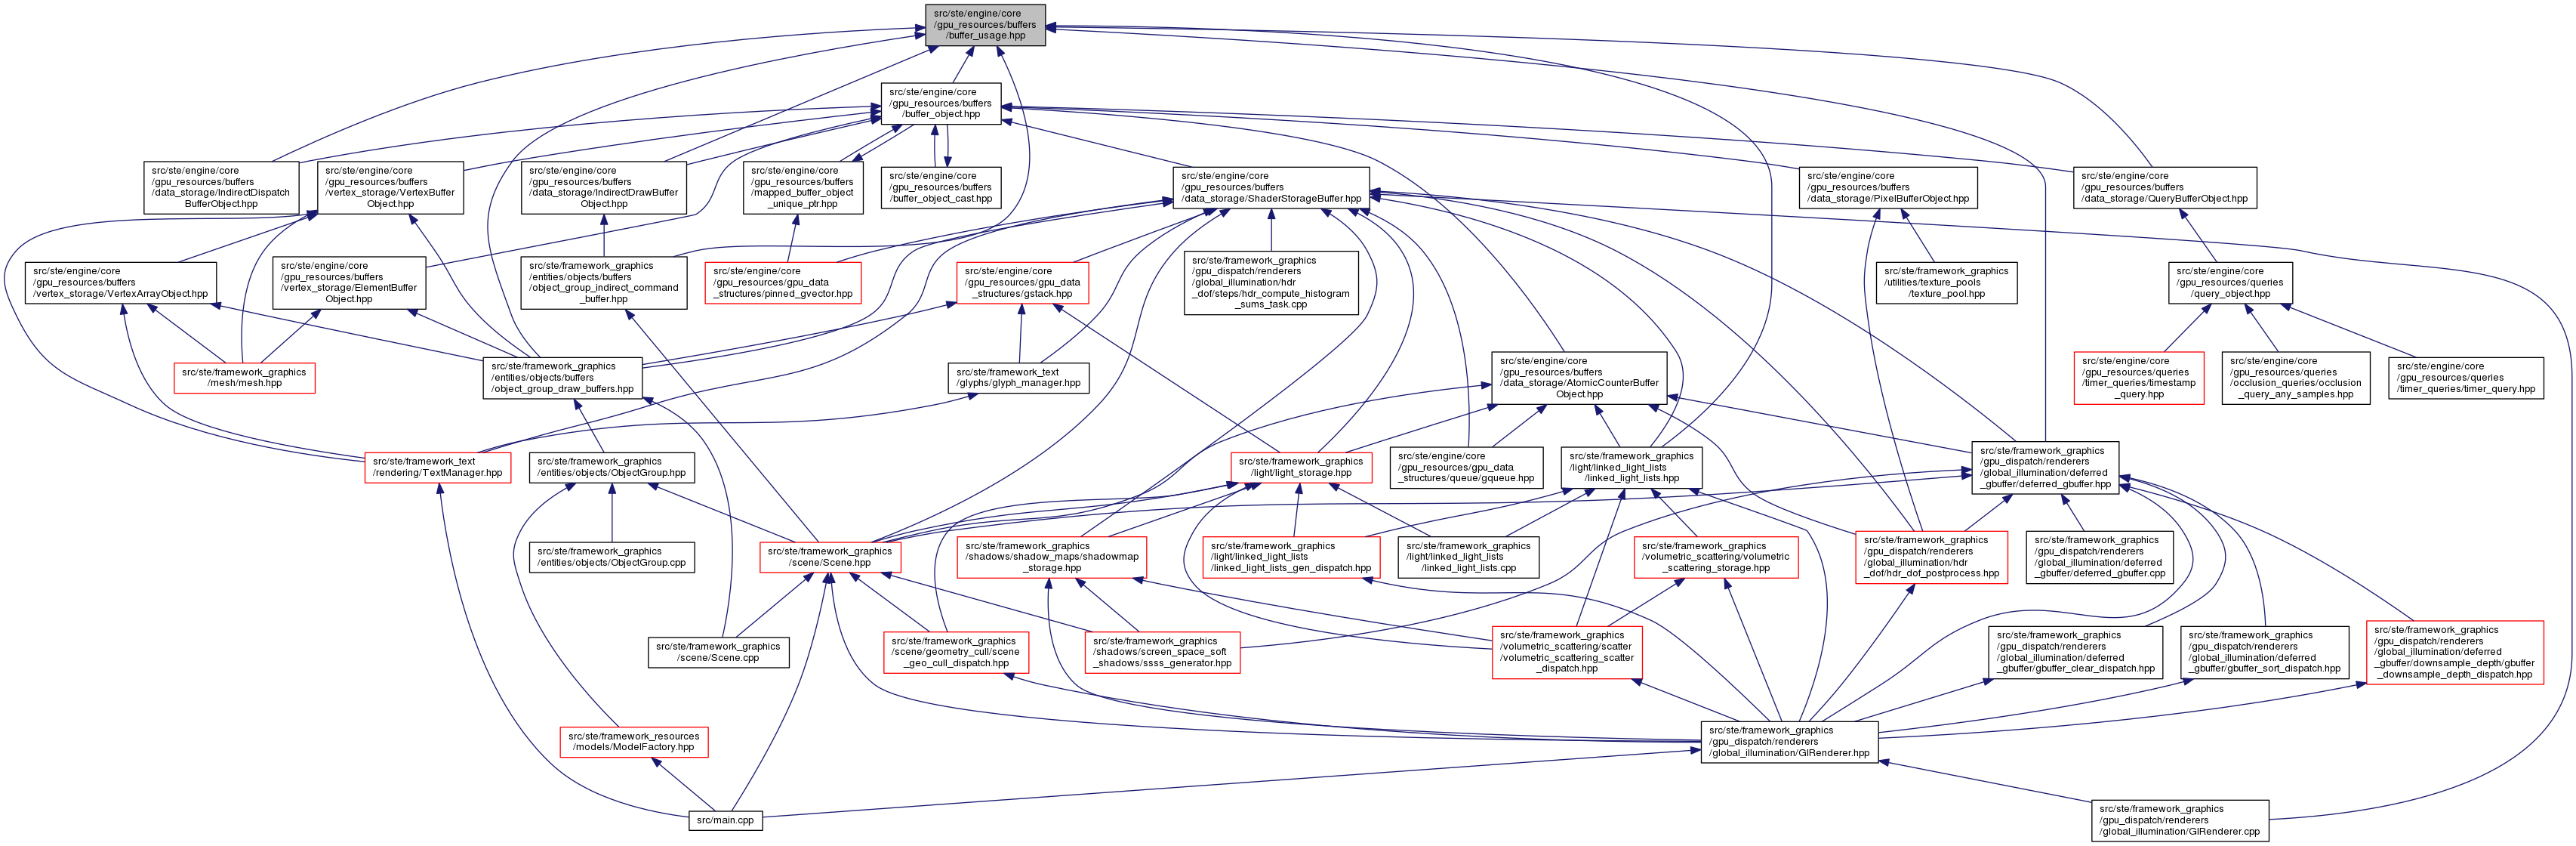 src/ste/engine/core
/gpu_resources/buffers
/buffer_usage.hpp
src/ste/engine/core
/gpu_resources/buffers
/buffer_object.hpp
src/ste/engine/core
/gpu_resources/buffers
/data_storage/IndirectDispatch
BufferObject.hpp
src/ste/engine/core
/gpu_resources/buffers
/vertex_storage/VertexBuffer
Object.hpp
src/ste/engine/core
/gpu_resources/buffers
/data_storage/IndirectDrawBuffer
Object.hpp
src/ste/engine/core
/gpu_resources/buffers
/mapped_buffer_object
_unique_ptr.hpp
src/ste/engine/core
/gpu_resources/buffers
/buffer_object_cast.hpp
src/ste/engine/core
/gpu_resources/buffers
/data_storage/ShaderStorageBuffer.hpp
src/ste/engine/core
/gpu_resources/buffers
/data_storage/PixelBufferObject.hpp
src/ste/engine/core
/gpu_resources/buffers
/data_storage/QueryBufferObject.hpp
src/ste/engine/core
/gpu_resources/buffers
/vertex_storage/VertexArrayObject.hpp
src/ste/engine/core
/gpu_resources/buffers
/vertex_storage/ElementBuffer
Object.hpp
src/ste/framework_graphics
/entities/objects/buffers
/object_group_indirect_command
_buffer.hpp
src/ste/engine/core
/gpu_resources/gpu_data
_structures/pinned_gvector.hpp
src/ste/engine/core
/gpu_resources/gpu_data
_structures/gstack.hpp
src/ste/framework_graphics
/gpu_dispatch/renderers
/global_illumination/hdr
_dof/steps/hdr_compute_histogram
_sums_task.cpp
src/ste/framework_graphics
/utilities/texture_pools
/texture_pool.hpp
src/ste/engine/core
/gpu_resources/queries
/query_object.hpp
src/ste/framework_graphics
/mesh/mesh.hpp
src/ste/framework_graphics
/entities/objects/buffers
/object_group_draw_buffers.hpp
src/ste/framework_text
/glyphs/glyph_manager.hpp
src/ste/engine/core
/gpu_resources/buffers
/data_storage/AtomicCounterBuffer
Object.hpp
src/ste/engine/core
/gpu_resources/queries
/timer_queries/timestamp
_query.hpp
src/ste/engine/core
/gpu_resources/queries
/occlusion_queries/occlusion
_query_any_samples.hpp
src/ste/engine/core
/gpu_resources/queries
/timer_queries/timer_query.hpp
src/ste/framework_text
/rendering/TextManager.hpp
src/ste/framework_graphics
/entities/objects/ObjectGroup.hpp
src/ste/framework_graphics
/light/light_storage.hpp
src/ste/engine/core
/gpu_resources/gpu_data
_structures/queue/gqueue.hpp
src/ste/framework_graphics
/light/linked_light_lists
/linked_light_lists.hpp
src/ste/framework_graphics
/gpu_dispatch/renderers
/global_illumination/deferred
_gbuffer/deferred_gbuffer.hpp
src/ste/framework_graphics
/entities/objects/ObjectGroup.cpp
src/ste/framework_graphics
/scene/Scene.hpp
src/ste/framework_graphics
/shadows/shadow_maps/shadowmap
_storage.hpp
src/ste/framework_graphics
/light/linked_light_lists
/linked_light_lists_gen_dispatch.hpp
src/ste/framework_graphics
/light/linked_light_lists
/linked_light_lists.cpp
src/ste/framework_graphics
/volumetric_scattering/volumetric
_scattering_storage.hpp
src/ste/framework_graphics
/gpu_dispatch/renderers
/global_illumination/hdr
_dof/hdr_dof_postprocess.hpp
src/ste/framework_graphics
/gpu_dispatch/renderers
/global_illumination/deferred
_gbuffer/deferred_gbuffer.cpp
src/ste/framework_graphics
/scene/Scene.cpp
src/ste/framework_graphics
/scene/geometry_cull/scene
_geo_cull_dispatch.hpp
src/ste/framework_graphics
/shadows/screen_space_soft
_shadows/ssss_generator.hpp
src/ste/framework_graphics
/volumetric_scattering/scatter
/volumetric_scattering_scatter
_dispatch.hpp
src/ste/framework_graphics
/gpu_dispatch/renderers
/global_illumination/deferred
_gbuffer/gbuffer_clear_dispatch.hpp
src/ste/framework_graphics
/gpu_dispatch/renderers
/global_illumination/deferred
_gbuffer/gbuffer_sort_dispatch.hpp
src/ste/framework_graphics
/gpu_dispatch/renderers
/global_illumination/deferred
_gbuffer/downsample_depth/gbuffer
_downsample_depth_dispatch.hpp
src/ste/framework_resources
/models/ModelFactory.hpp
src/ste/framework_graphics
/gpu_dispatch/renderers
/global_illumination/GIRenderer.hpp
src/main.cpp
src/ste/framework_graphics
/gpu_dispatch/renderers
/global_illumination/GIRenderer.cpp